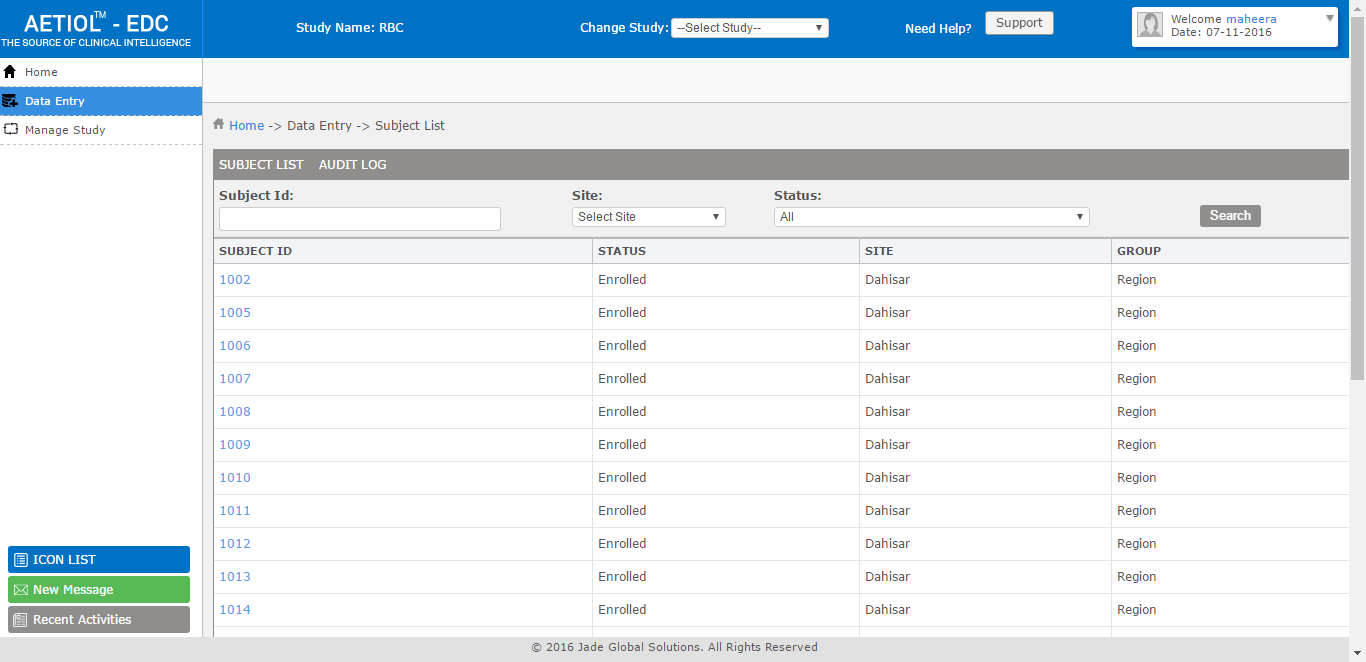 AETIOL™ - EDC
THE SOURCE OF CLINICAL INTELLIGENCE
Study Name: RBC
Change Study: --Select Study--
Need Help? Support
Welcome maheera
Date: 07-11-2016
Home
Data Entry
Manage Study
Home -> Data Entry -> Subject List
SUBJECT LIST AUDIT LOG
Subject Id: Site: Status:
Select Site All Search
SUBJECT ID STATUS SITE GROUP
1002 Enrolled Dahisar Region
1005 Enrolled Dahisar Region
1006 Enrolled Dahisar Region
1007 Enrolled Dahisar Region
1008 Enrolled Dahisar Region
1009 Enrolled Dahisar Region
1010 Enrolled Dahisar Region
1011 Enrolled Dahisar Region
1012 Enrolled Dahisar Region
1013 Enrolled Dahisar Region
1014 Enrolled Dahisar Region
ICON LIST
New Message
Recent Activities
© 2016 Jade Global Solutions. All Rights Reserved